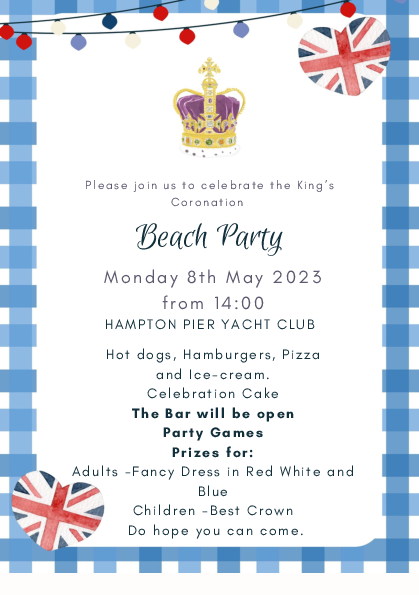 Please join us to celebrate the King's
Coronation
Beach Party
Monday 8th May 2023
from 14:00
HAMPTON PIER YACHT CLUB
Hot dogs, Hamburgers, Pizza
and Ice-cream.
Celebration Cake
The Bar will be open
Party Games
Prizes for:
Adults -Fancy Dress in Red White and
Blue
Children -Best Crown
Do hope you can come.